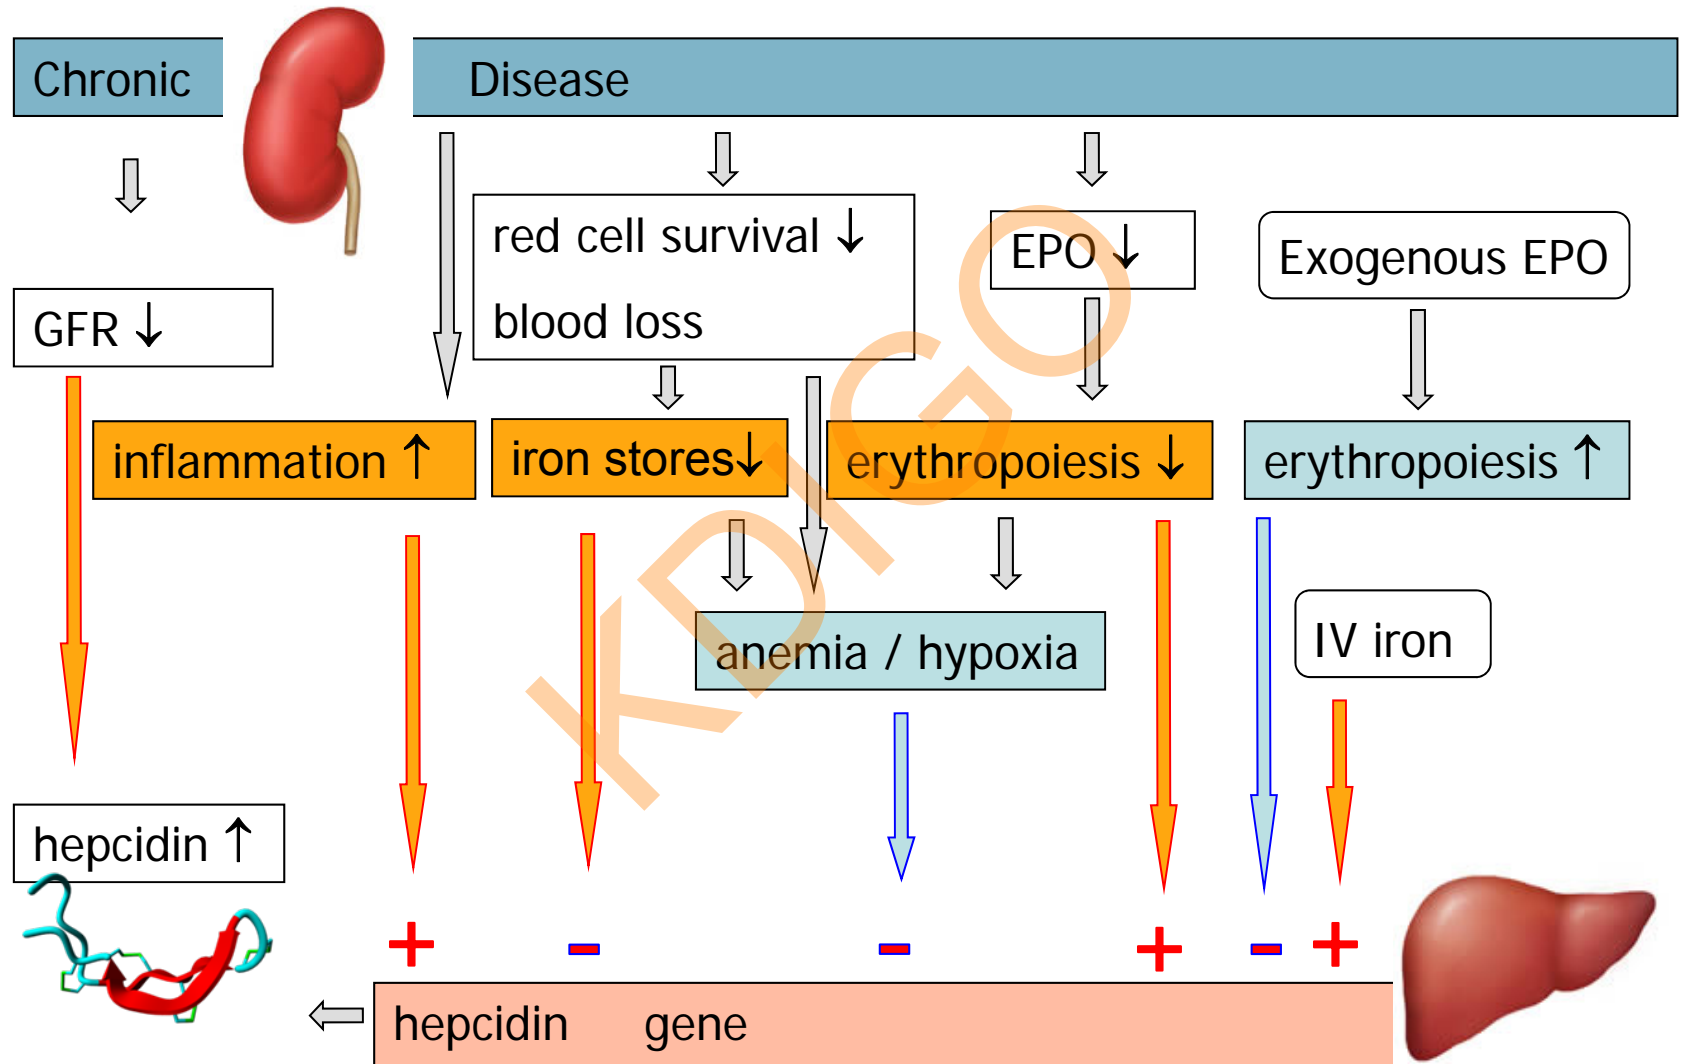 Chronic Disease
red cell survival ↓
blood loss
EPO ↓
Exogenous EPO
GFR ↓
inflammation ↑
iron stores↓
erythropoiesis ↓
erythropoiesis ↑
anemia / hypoxia
IV iron
hepcidin ↑
+ - - + - +
hepcidin gene
KDIGO